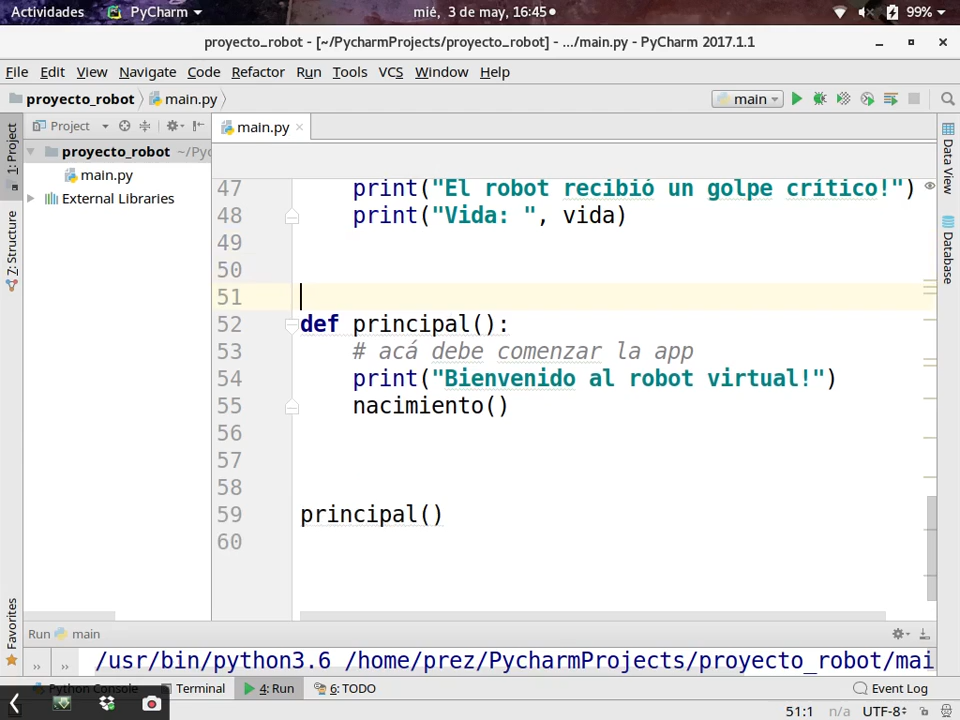 Actividades PyCharm mié, 3 de may, 16:45 99%
proyecto_robot - [~/PycharmProjects/proyecto_robot] - .../main.py - PyCharm 2017.1.1
File Edit View Navigate Code Refactor Run Tools VCS Window Help
proyecto_robot main.py main
1: Project Project main.py Data View
proyecto_robot ~/Pyc
main.py
External Libraries
7: Structure
Database
Favorites
47 print("El robot recibió un golpe crítico!")
48 print("Vida: ", vida)
49
50
51
52 def principal():
53 # acá debe comenzar la app
54 print("Bienvenido al robot virtual!")
55 nacimiento()
56
57
58
59 principal()
60
Run main
/usr/bin/python3.6 /home/prez/PycharmProjects/proyecto_robot/mai
Python Console Terminal 4: Run 6: TODO Event Log
51:1 n/a UTF-8